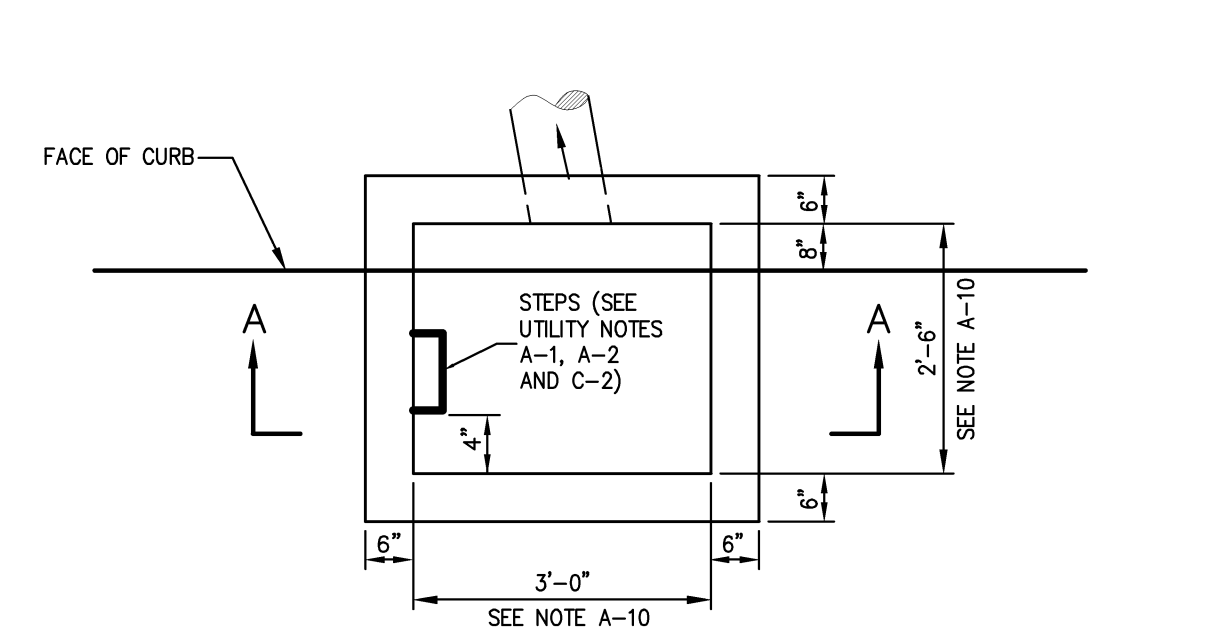 FACE OF CURB
6"
8"
STEPS (SEE
UTILITY NOTES
A-1, A-2
AND C-2)
A
A
2'-6"
SEE NOTE A-10
4"
6"
6"
6"
3'-0"
SEE NOTE A-10